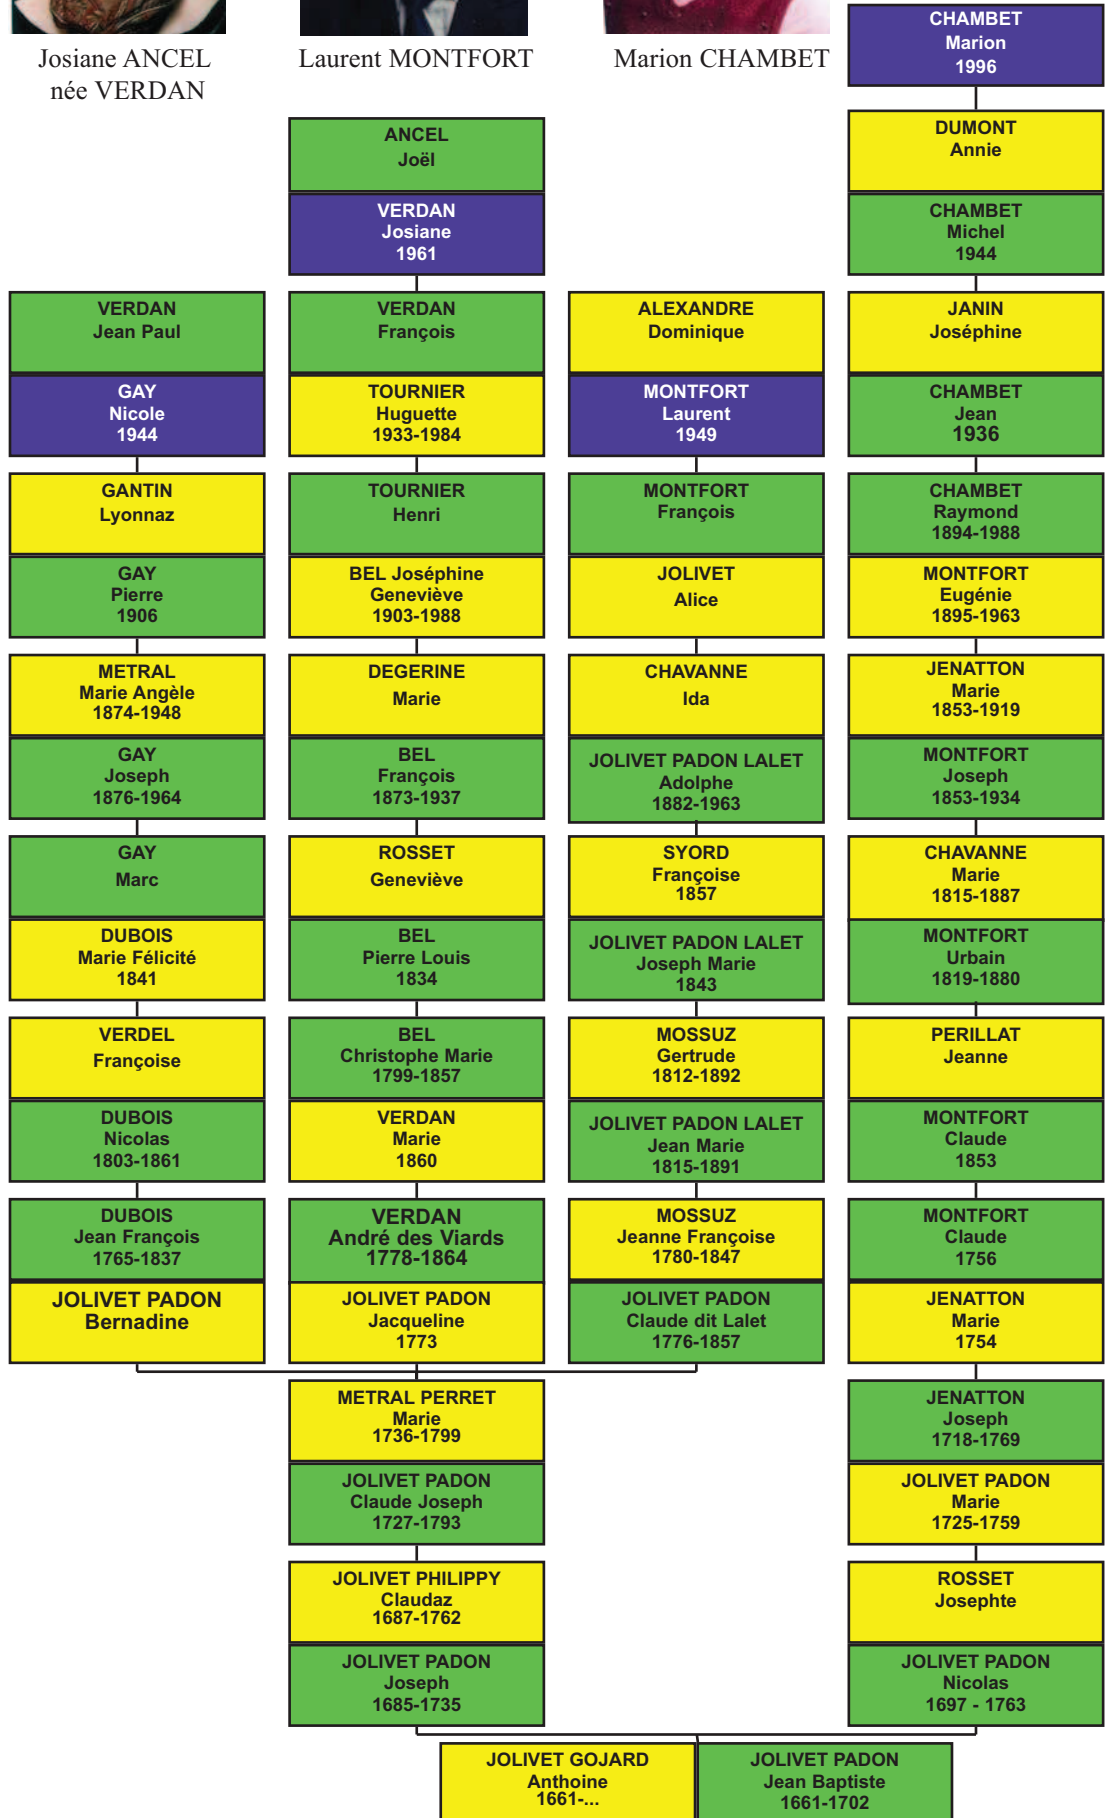 Josiane ANCEL
née VERDAN
Laurent MONTFORT
Marion CHAMBET
CHAMBET
Marion
1996
DUMONT
Annie
CHAMBET
Michel
1944
JANIN
Joséphine
CHAMBET
Jean
1936
CHAMBET
Raymond
1894-1988
MONTFORT
Eugénie
1895-1963
JENATTON
Marie
1853-1919
MONTFORT
Joseph
1853-1934
CHAVANNE
Marie
1815-1887
MONTFORT
Urbain
1819-1880
PERILLAT
Jeanne
MONTFORT
Claude
1853
MONTFORT
Claude
1756
JENATTON
Marie
1754
JENATTON
Joseph
1718-1769
JOLIVET PADON
Marie
1725-1759
ROSSET
Josephte
JOLIVET PADON
Nicolas
1697 - 1763
ANCEL
Joël
VERDAN
Josiane
1961
VERDAN
François
TOURNIER
Huguette
1933-1984
TOURNIER
Henri
BEL Joséphine
Geneviève
1903-1988
DEGERINE
Marie
BEL
François
1873-1937
ROSSET
Geneviève
BEL
Pierre Louis
1834
BEL
Christophe Marie
1799-1857
VERDAN
Marie
1860
VERDAN
André des Viards
1778-1864
JOLIVET PADON
Jacqueline
1773
VERDAN
Jean Paul
GAY
Nicole
1944
GANTIN
Lyonnaz
GAY
Pierre
1906
METRAL
Marie Angèle
1874-1948
GAY
Joseph
1876-1964
GAY
Marc
DUBOIS
Marie Félicité
1841
VERDEL
Françoise
DUBOIS
Nicolas
1803-1861
DUBOIS
Jean François
1765-1837
JOLIVET PADON
Bernadine
ALEXANDRE
Dominique
MONTFORT
Laurent
1949
MONTFORT
François
JOLIVET
Alice
CHAVANNE
Ida
JOLIVET PADON LALET
Adolphe
1882-1963
SYORD
Françoise
1857
JOLIVET PADON LALET
Joseph Marie
1843
MOSSUZ
Gertrude
1812-1892
JOLIVET PADON LALET
Jean Marie
1815-1891
MOSSUZ
Jeanne Françoise
1780-1847
JOLIVET PADON
Claude dit Lalet
1776-1857
METRAL PERRET
Marie
1736-1799
JOLIVET PADON
Claude Joseph
1727-1793
JOLIVET PHILIPPY
Claudaz
1687-1762
JOLIVET PADON
Joseph
1685-1735
JOLIVET GOJARD
Anthoine
1661-...
JOLIVET PADON
Jean Baptiste
1661-1702